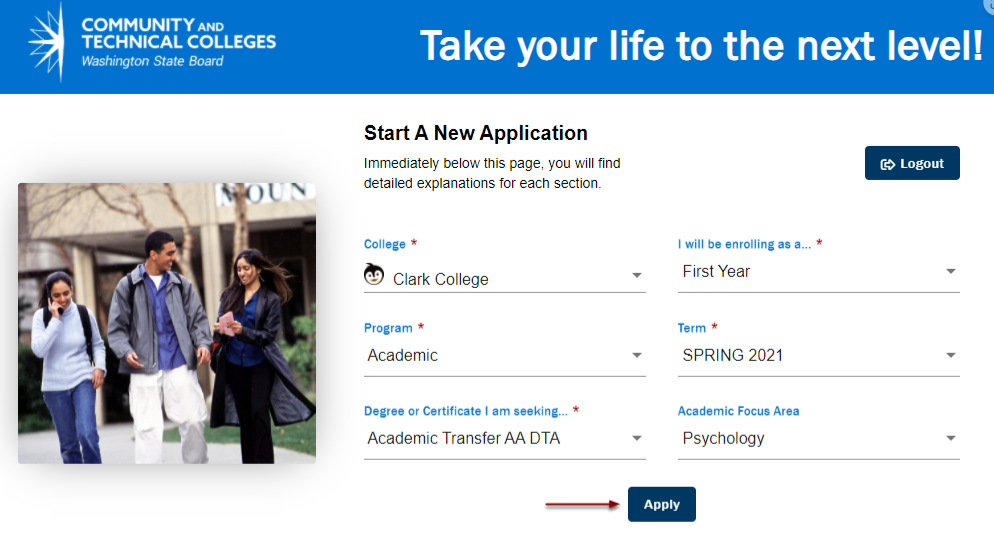 COMMUNITY AND
TECHNICAL COLLEGES
Washington State Board
Take your life to the next level!
Start A New Application
Immediately below this page, you will find
detailed explanations for each section.
Logout
MOUN
College *
I will be enrolling as a... *
Clark College
First Year
Program *
Term *
Academic
SPRING 2021
Degree or Certificate I am seeking... *
Academic Focus Area
Academic Transfer AA DTA
Psychology
Apply